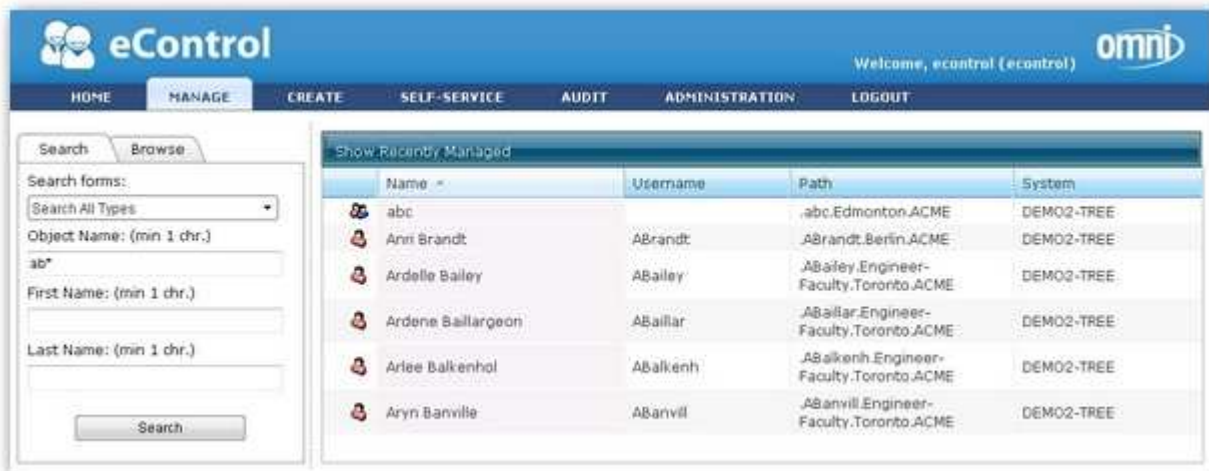 eControl
omni
Welcome, econtrol (econtrol)
HOME MANAGE CREATE SELF-SERVICE AUDIT ADMINISTRATION LOGOUT
Search Browse
Search forms:
Search All Types
Object Name: (min 1 chr.)
ab*
First Name: (min 1 chr.)
Last Name: (min 1 chr.)
Search
Show Recently Managed
Name Username Path System
abc .abc.Edmonton.ACME DEMO2-TREE
Ann Brandt ABrandt .ABrandt.Berlin.ACME DEMO2-TREE
Ardelle Bailey ABailey .ABailey.Engineer-
Faculty.Toronto.ACME DEMO2-TREE
Ardene Baillargeon ABaillar .ABaillar.Engineer-
Faculty.Toronto.ACME DEMO2-TREE
Arlee Balkenhol ABalkenh .ABalkenh.Engineer-
Faculty.Toronto.ACME DEMO2-TREE
Aryn Banville ABanvill .ABanvill.Engineer-
Faculty.Toronto.ACME DEMO2-TREE